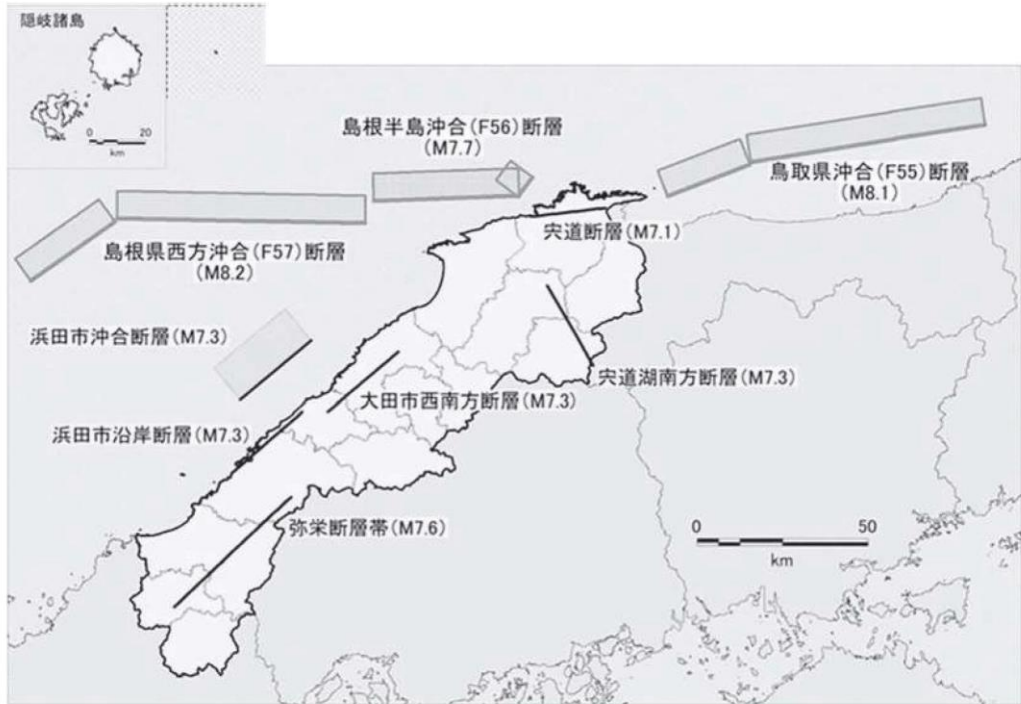 隠岐諸島
0 20
km
島根半島沖合(F56)断層
(M7.7)
鳥取県沖合(F55)断層
(M8.1)
宍道断層(M7.1)
島根県西方沖合(F57)断層
(M8.2)
浜田市沖合断層(M7.3)
宍道湖南方断層(M7.3)
大田市西南方断層(M7.3)
浜田市沿岸断層(M7.3)
弥栄断層帯(M7.6)
0 50
km